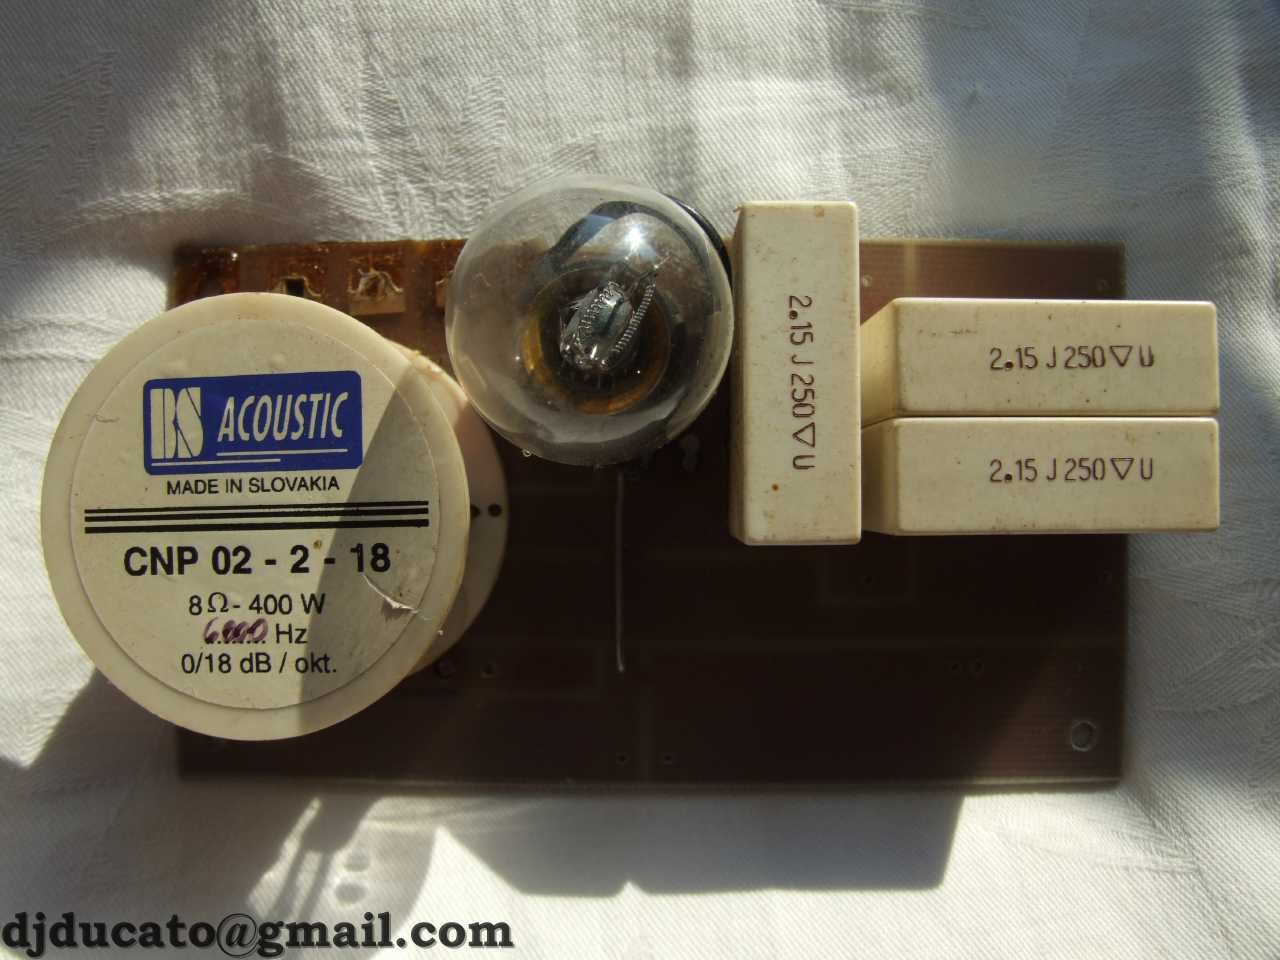 BS ACOUSTIC
MADE IN SLOVAKIA
CNP 02 - 2 - 18
8Ω - 400 W
6000 Hz
0/18 dB / okt.
2.15 J 250 ▽ U
2.15 J 250 ▽ U
2.15 J 250 ▽ U
djducato@gmail.com